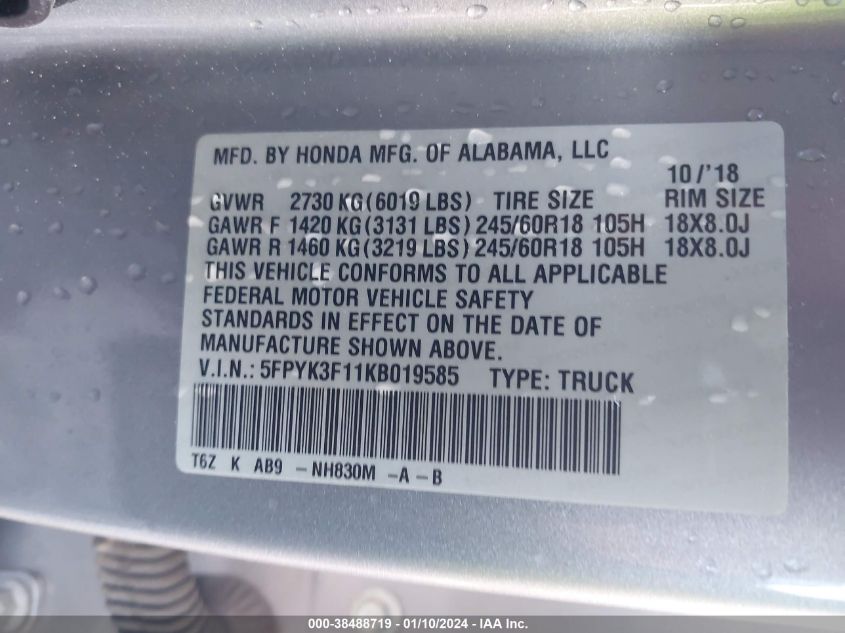 MFD. BY HONDA MFG. OF ALABAMA, LLC
10/'18
GVWR 2730 KG(6019 LBS) TIRE SIZE RIM SIZE
GAWR F 1420 KG(3131 LBS) 245/60R18 105H 18X8.0J
GAWR R 1460 KG(3219 LBS) 245/60R18 105H 18X8.0J
THIS VEHICLE CONFORMS TO ALL APPLICABLE
FEDERAL MOTOR VEHICLE SAFETY
STANDARDS IN EFFECT ON THE DATE OF
MANUFACTURE SHOWN ABOVE.
V.I.N.: 5FPYK3F11KB019585 TYPE: TRUCK
T6Z K AB9 -NH830M -A-B
000-38488719 - 01/10/2024 - IAA Inc.